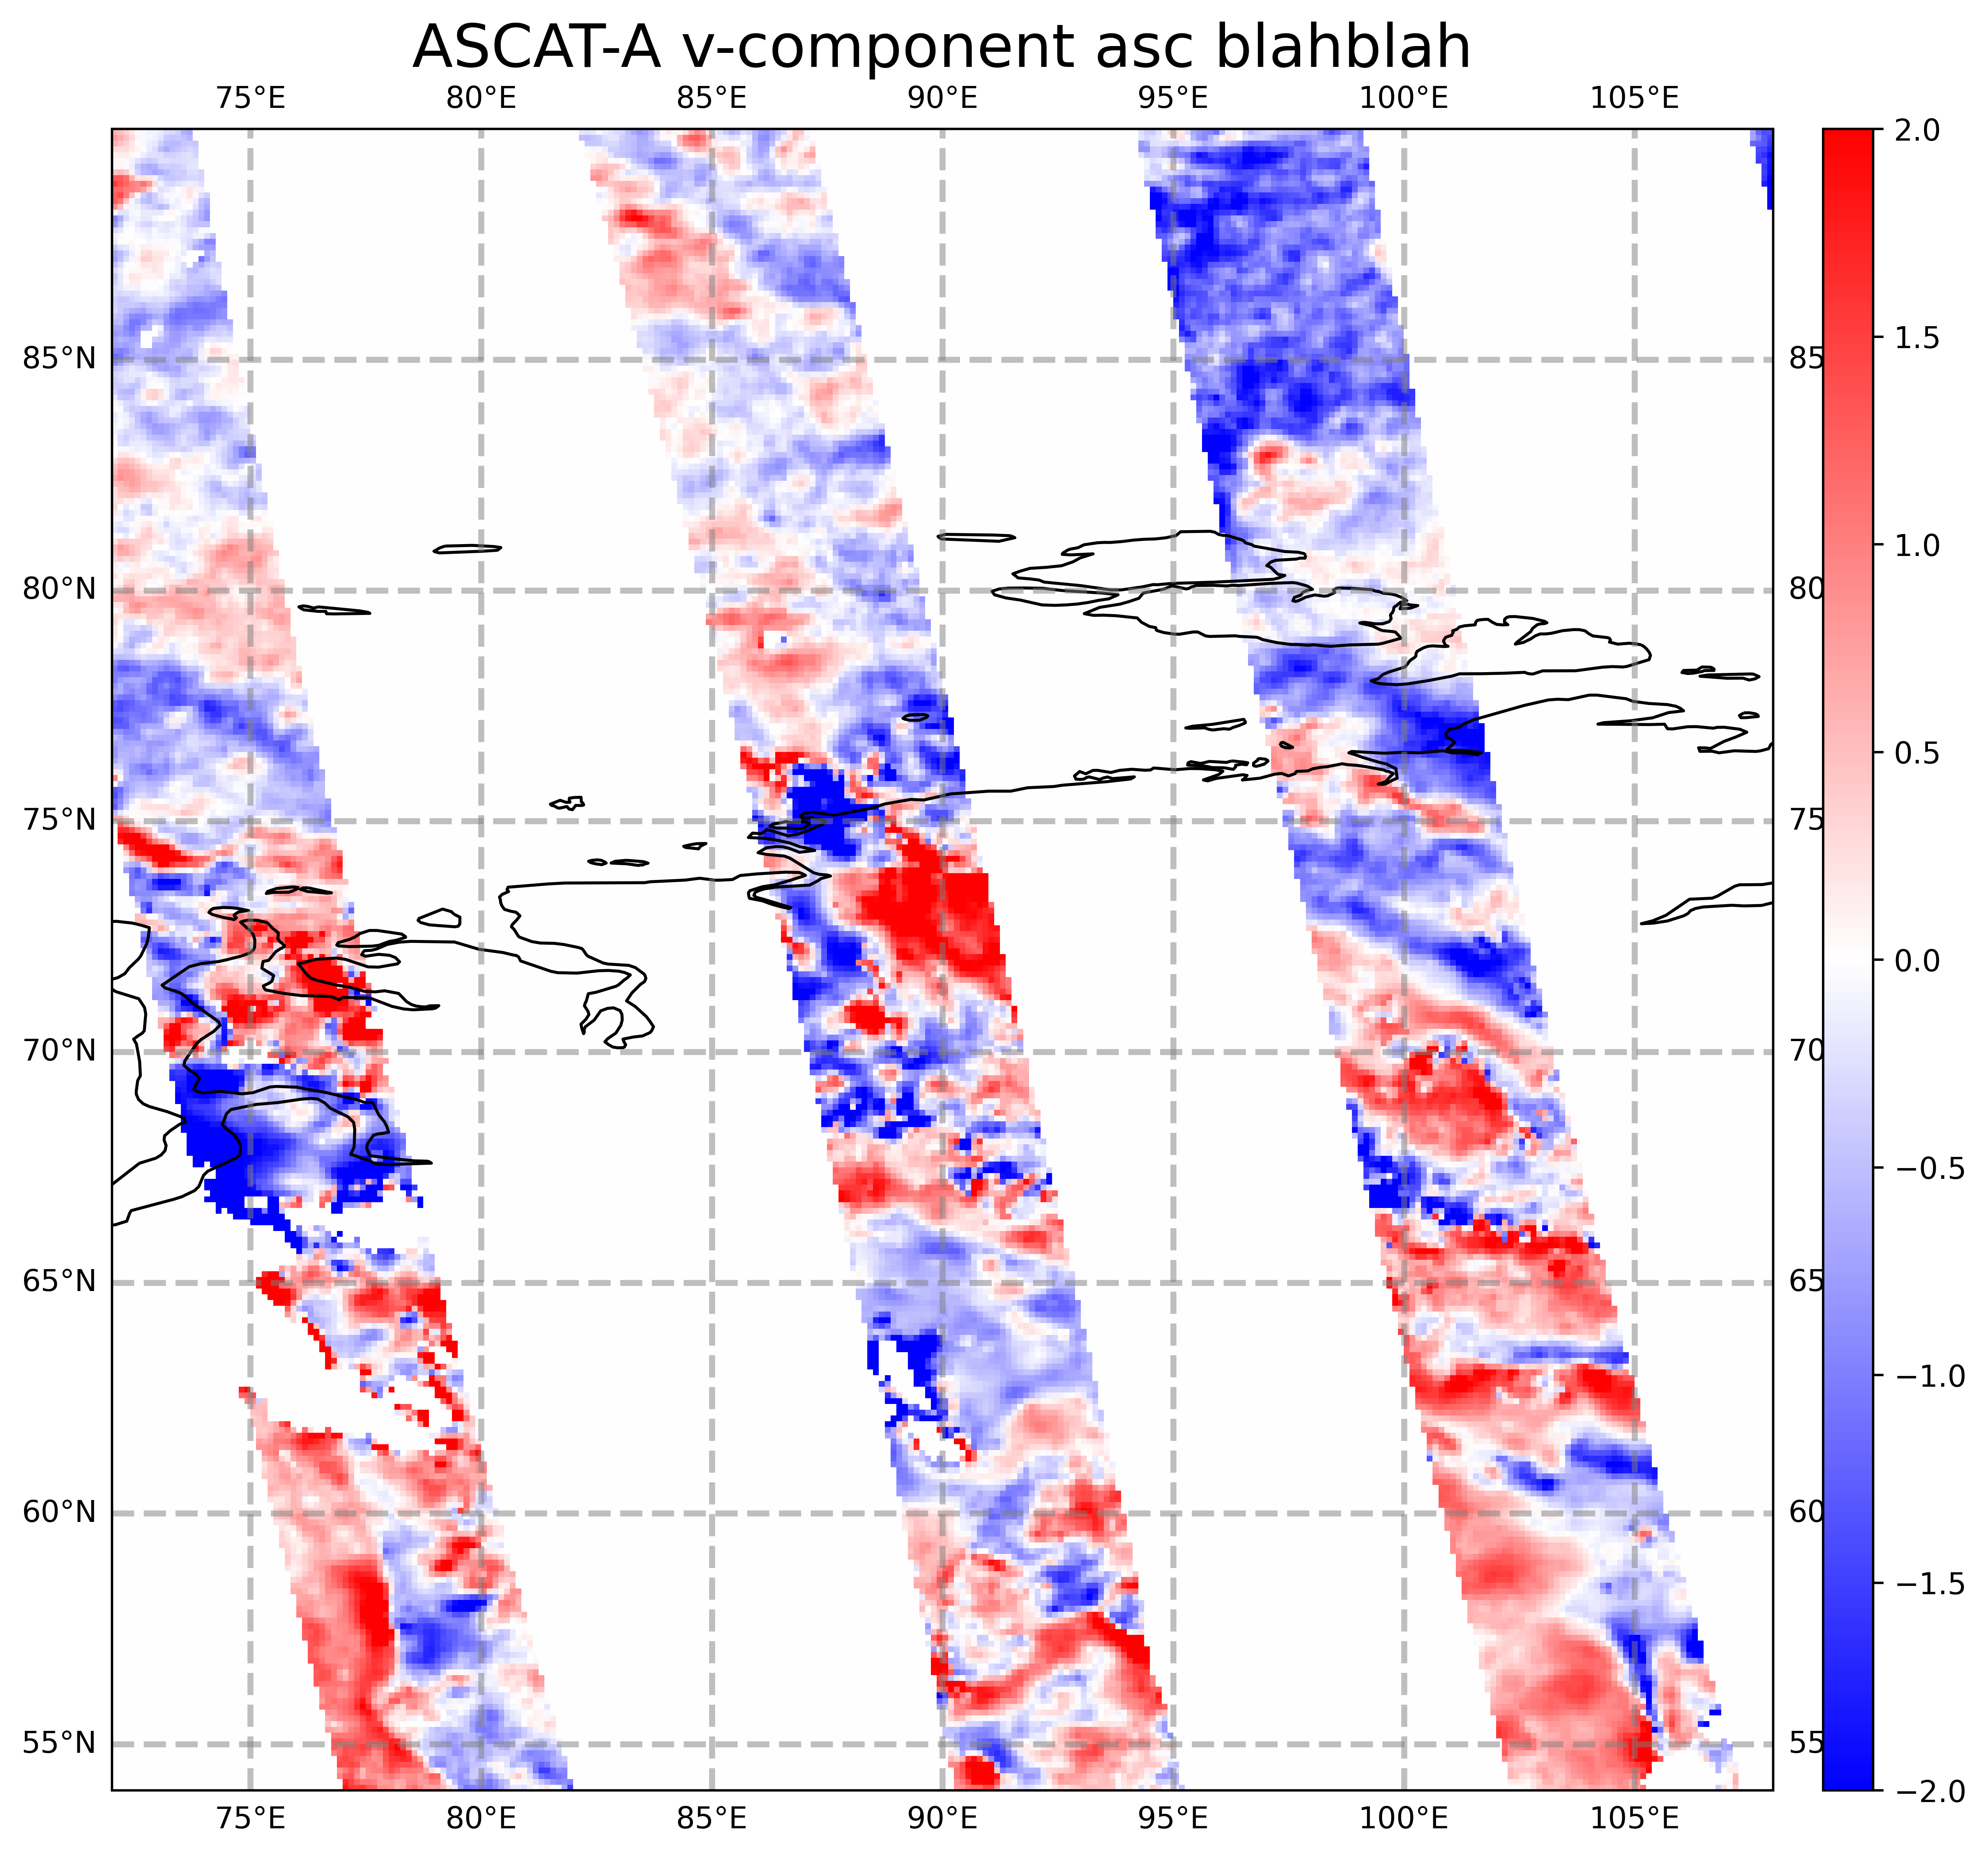 ASCAT-A v-component asc blahblah
75°E 80°E 85°E 90°E 95°E 100°E 105°E
2.0
1.5
85°N 85
1.0
80°N 80
0.5
75°N 75
0.0
70°N 70
−0.5
65°N 65
−1.0
60°N 60
−1.5
55°N 55
−2.0
75°E 80°E 85°E 90°E 95°E 100°E 105°E